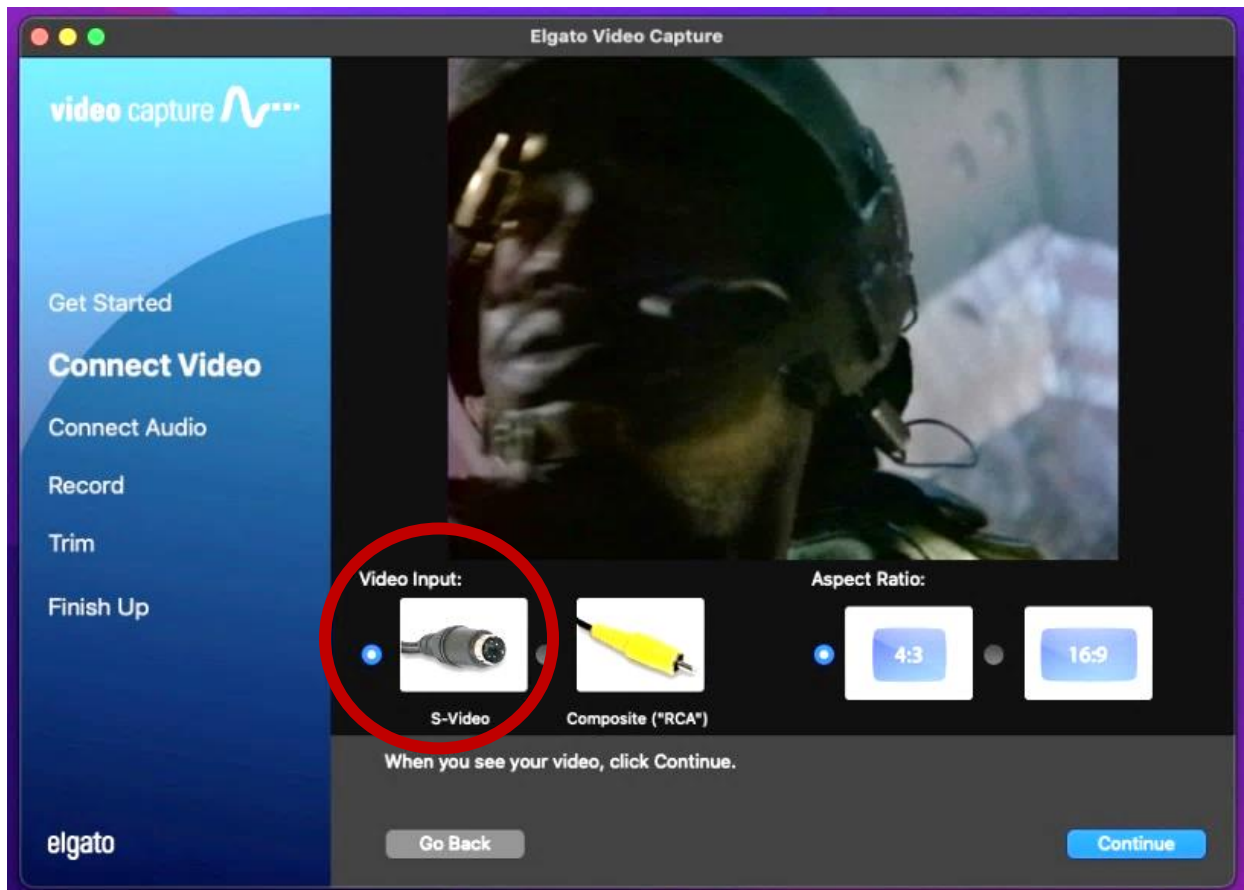 Elgato Video Capture
video capture
Get Started
Connect Video
Connect Audio
Record
Trim
Finish Up
elgato
Video Input:
S-Video
Composite ("RCA")
Aspect Ratio:
4:3
16:9
When you see your video, click Continue.
Go Back
Continue